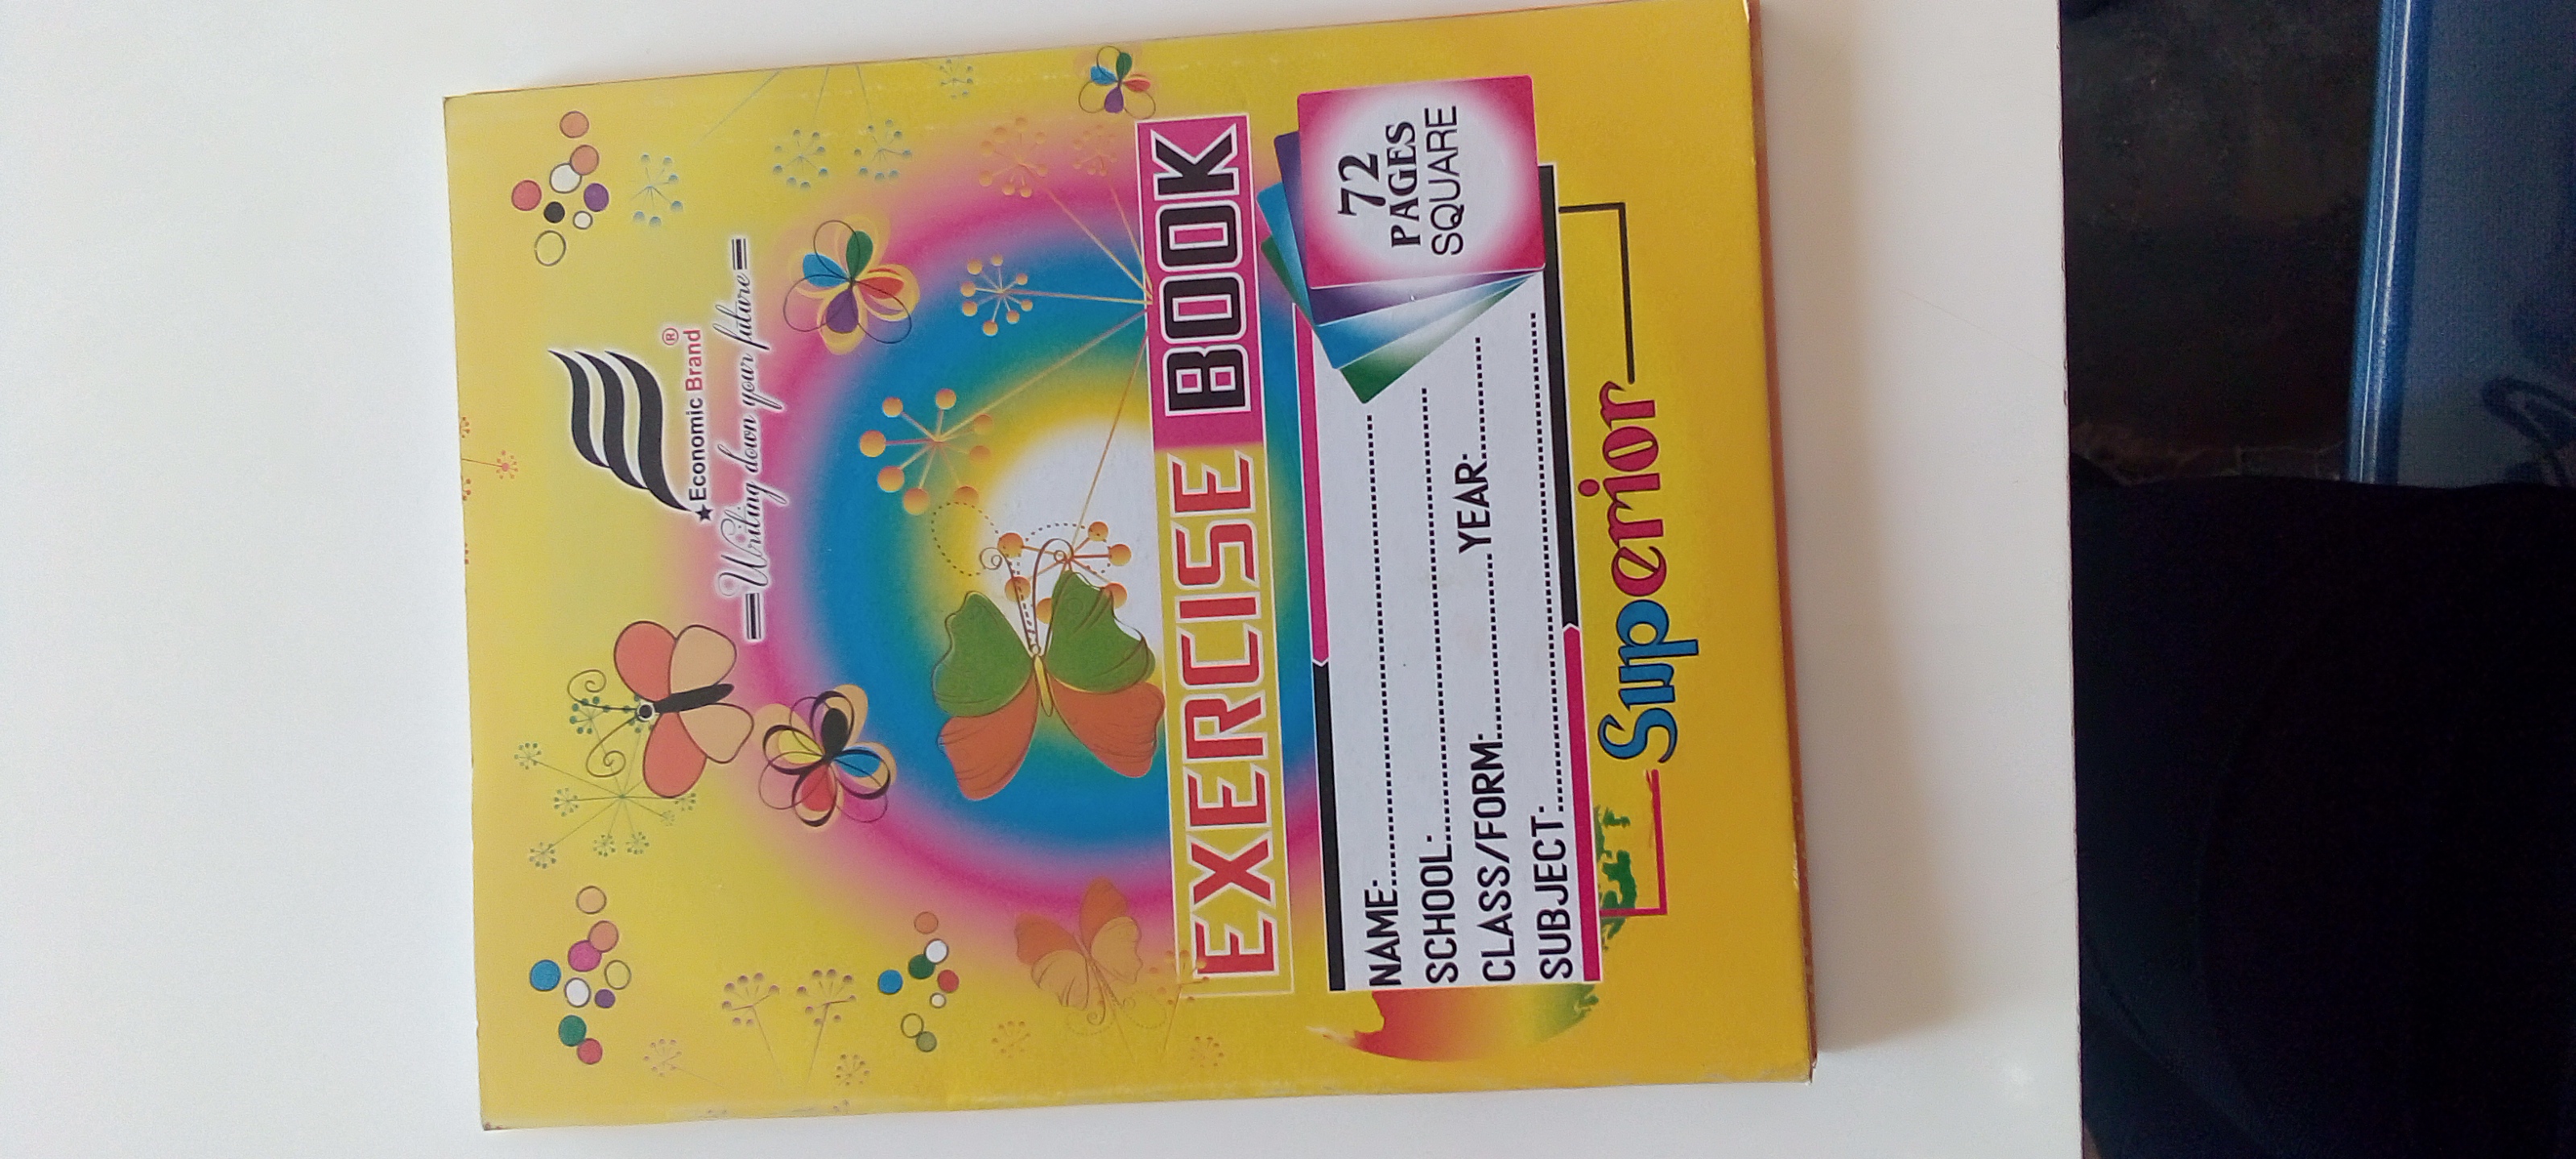 ★Economic Brand®
Writing down your future
EXERCISE BOOK
72
PAGES
SQUARE
NAME:
SCHOOL:
CLASS/FORM: YEAR:
SUBJECT:
Superior